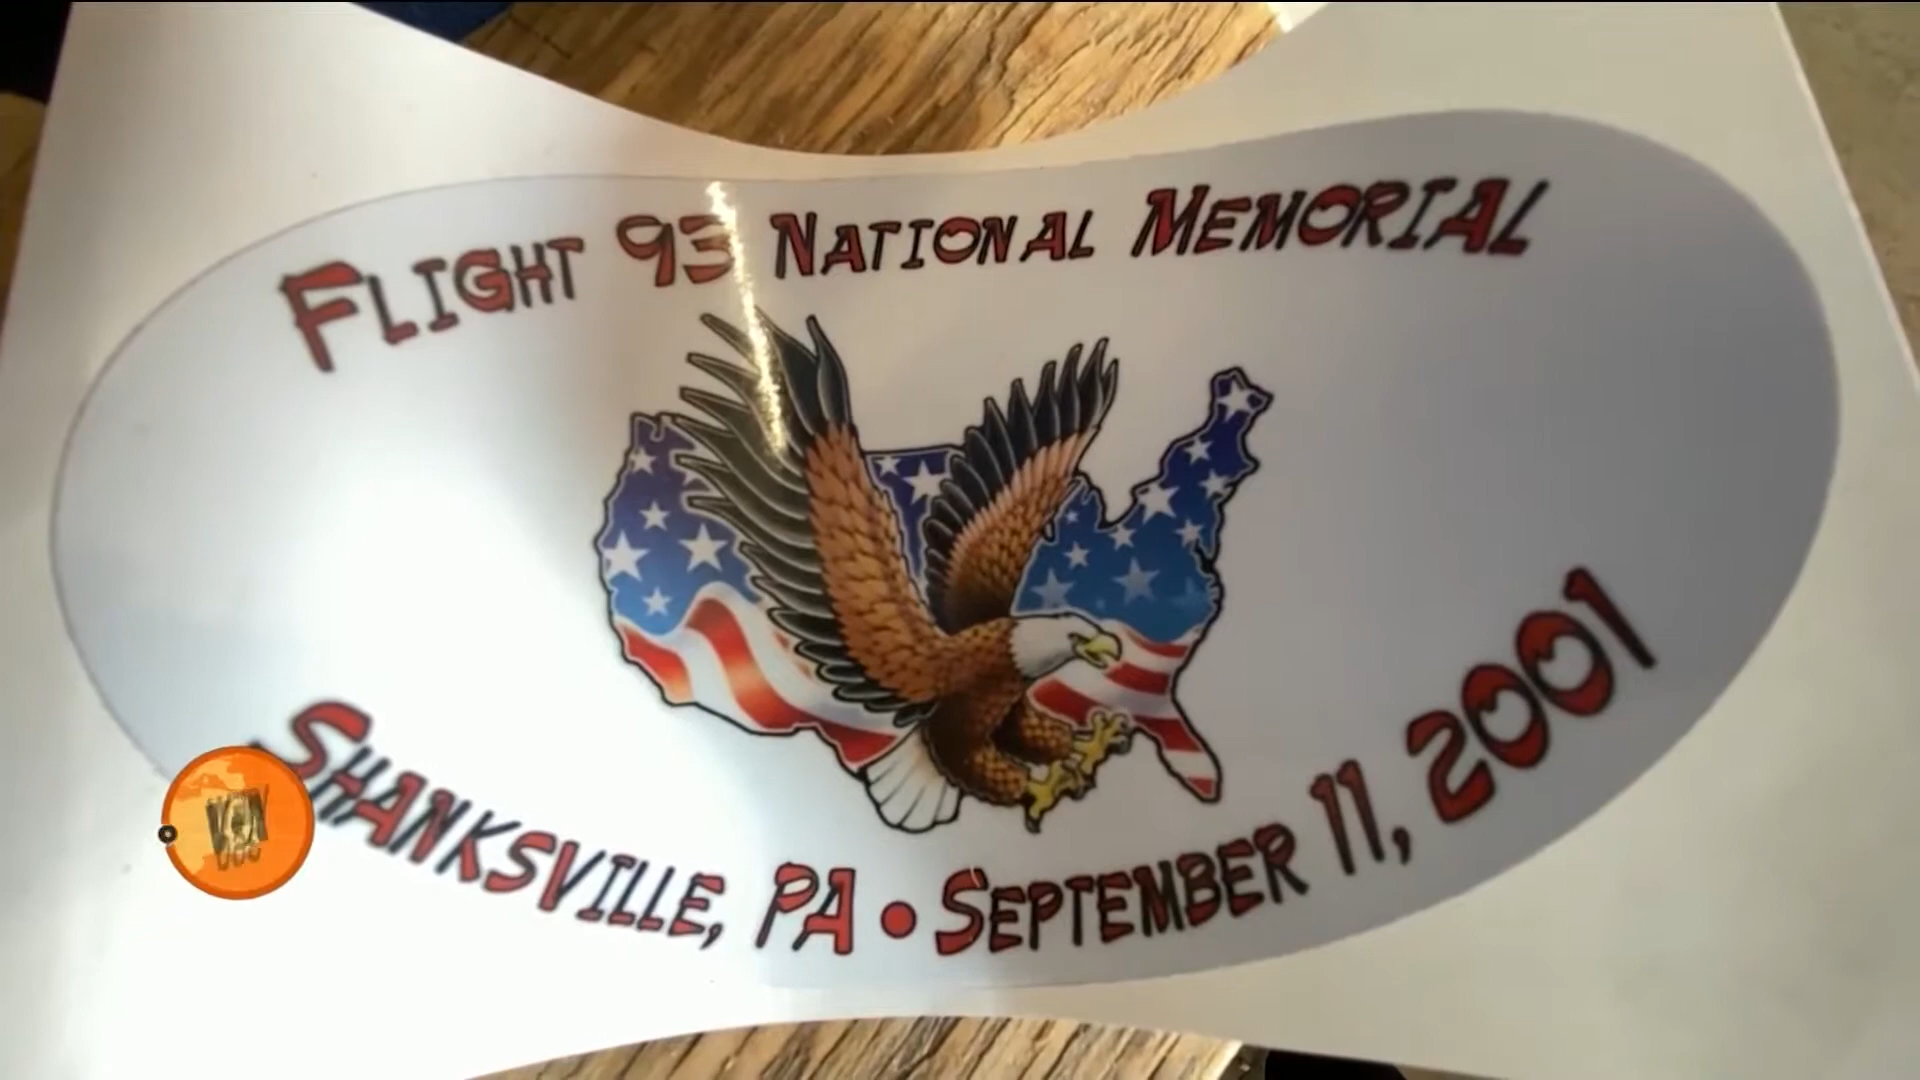 FLIGHT 93 NATIONAL MEMORIAL
SHANKSVILLE, PA • SEPTEMBER 11, 2001